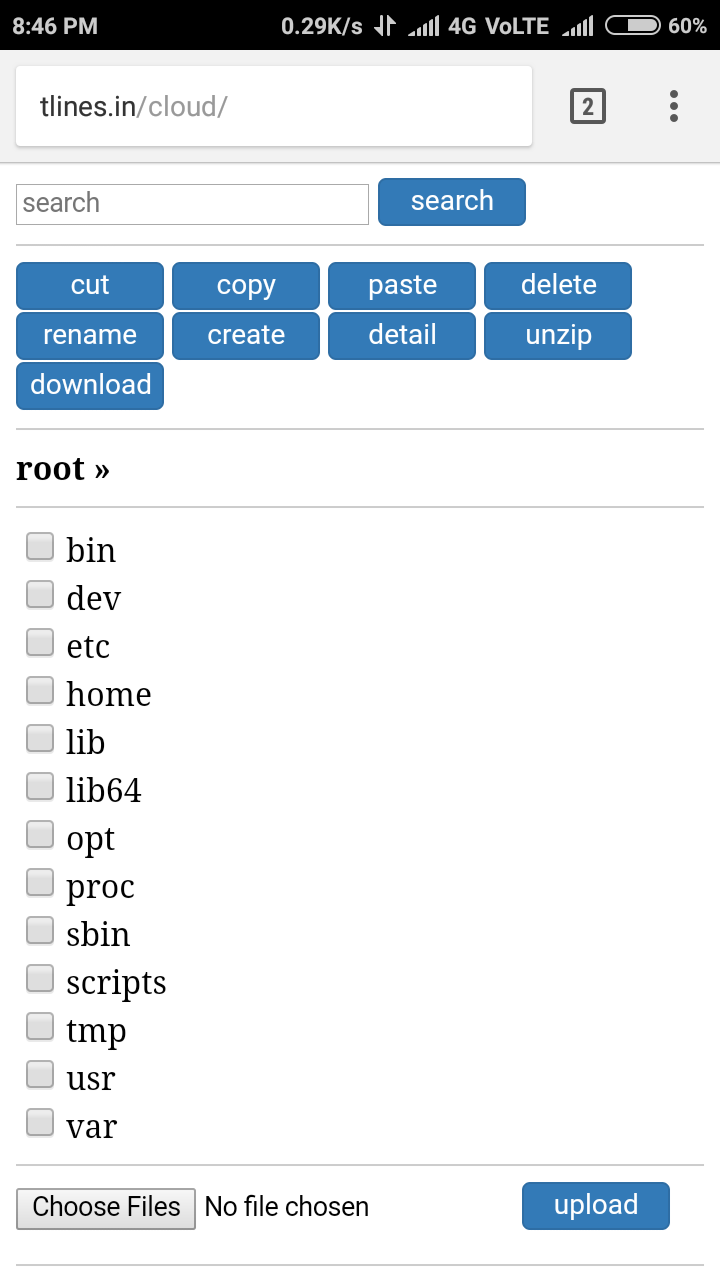 8:46 PM 0.29K/s 4G VoLTE 60%
tlines.in/cloud/ 2
search search
cut copy paste delete
rename create detail unzip
download
root »
bin
dev
etc
home
lib
lib64
opt
proc
sbin
scripts
tmp
usr
var
Choose Files No file chosen upload